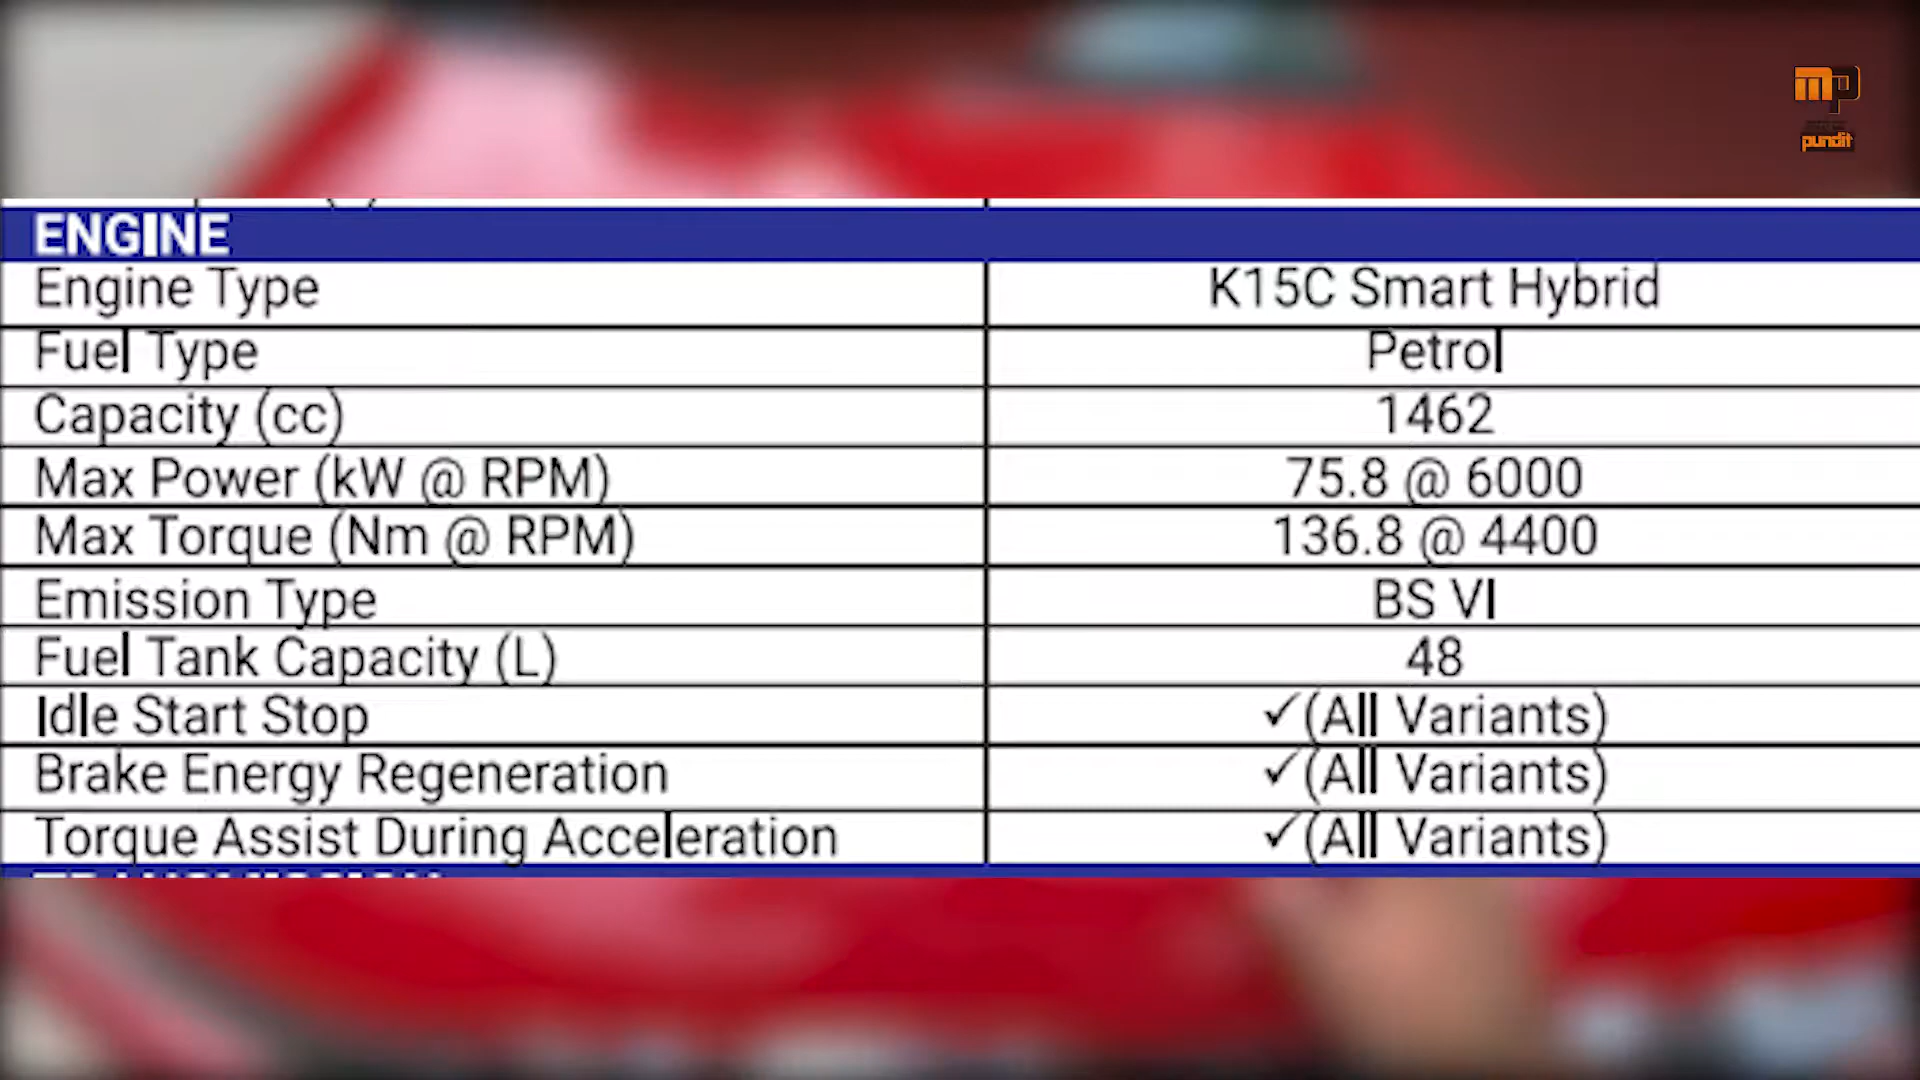 mp
pundit
ENGINE
Engine Type K15C Smart Hybrid
Fuel Type Petrol
Capacity (cc) 1462
Max Power (kW @ RPM) 75.8 @ 6000
Max Torque (Nm @ RPM) 136.8 @ 4400
Emission Type BS VI
Fuel Tank Capacity (L) 48
Idle Start Stop ✓(All Variants)
Brake Energy Regeneration ✓(All Variants)
Torque Assist During Acceleration ✓(All Variants)